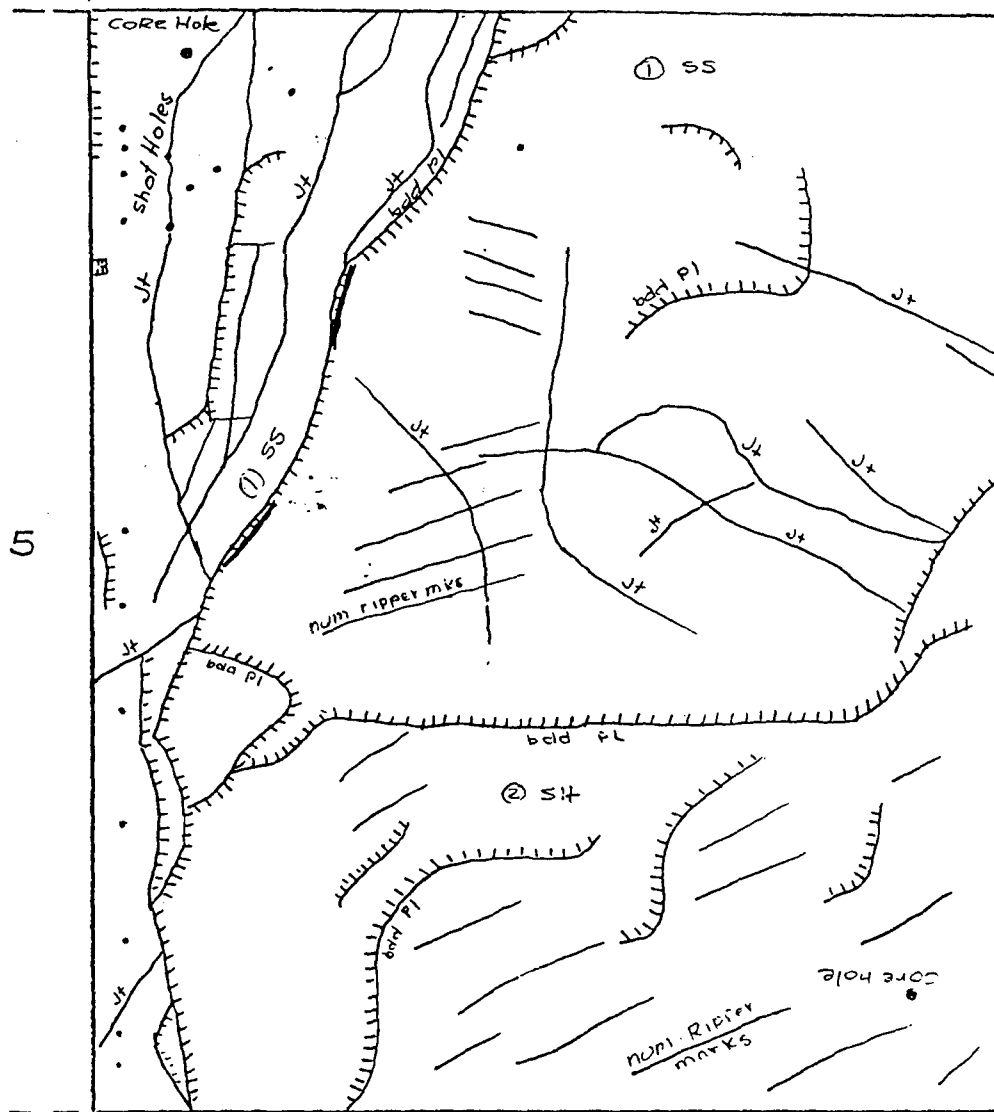 CORE Hole
① SS
shot Holes
Jt
Jt
bdd pl
Jt
bdd pl
Jt
Jt
Jt
Jt
(1) SS
5
Jt
Jt
Jt
num ripper mks
Jt
bdd pl
bdd PL
② Slt
bdd Pl
core hole
Jt
num. Ripper
marks